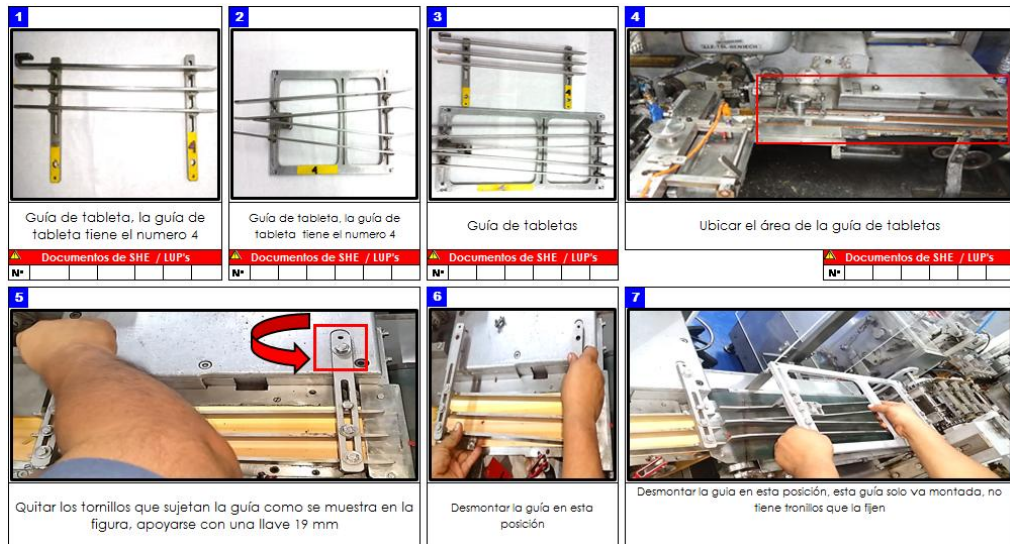 1
2
3
4
Guía de tableta, la guía de
tableta tiene el numero 4
Guía de tableta, la guía de
tableta tiene el numero 4
Guía de tabletas
Ubicar el área de la guía de tabletas
Documentos de SHE / LUP's
Documentos de SHE / LUP's
Documentos de SHE / LUP's
Documentos de SHE / LUP's
N°
N°
N°
N°
5
6
7
Quitar los tornillos que sujetan la guía como se muestra en la
figura, apoyarse con una llave 19 mm
Desmontar la guía en esta
posición
Desmontar la guia en esta posición, esta guía solo va montada, no
tiene tronillos que la fijen